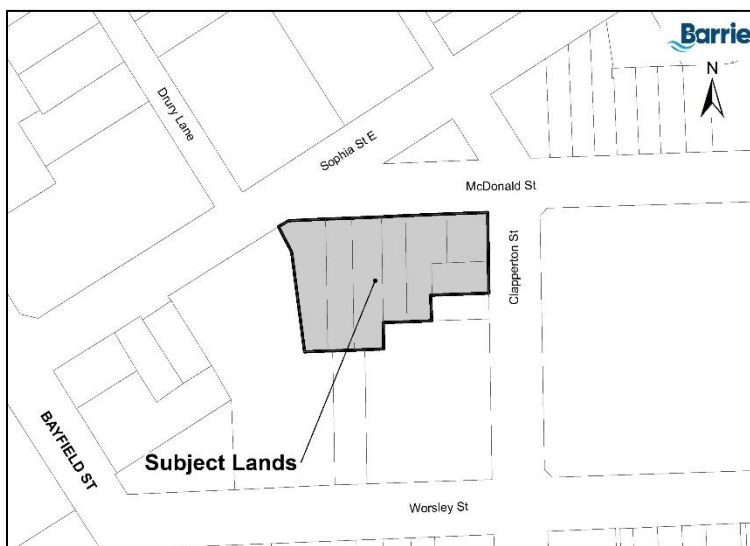 Barrie
N
Drury Lane
Sophia St E
McDonald St
Clapperton St
Subject Lands
BAYFIELD ST
Worsley St